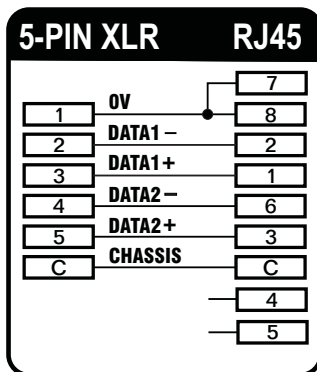 5-PIN XLR RJ45
7
1 0V 8
2 DATA1− 2
3 DATA1+ 1
4 DATA2− 6
5 DATA2+ 3
C CHASSIS C
4
5